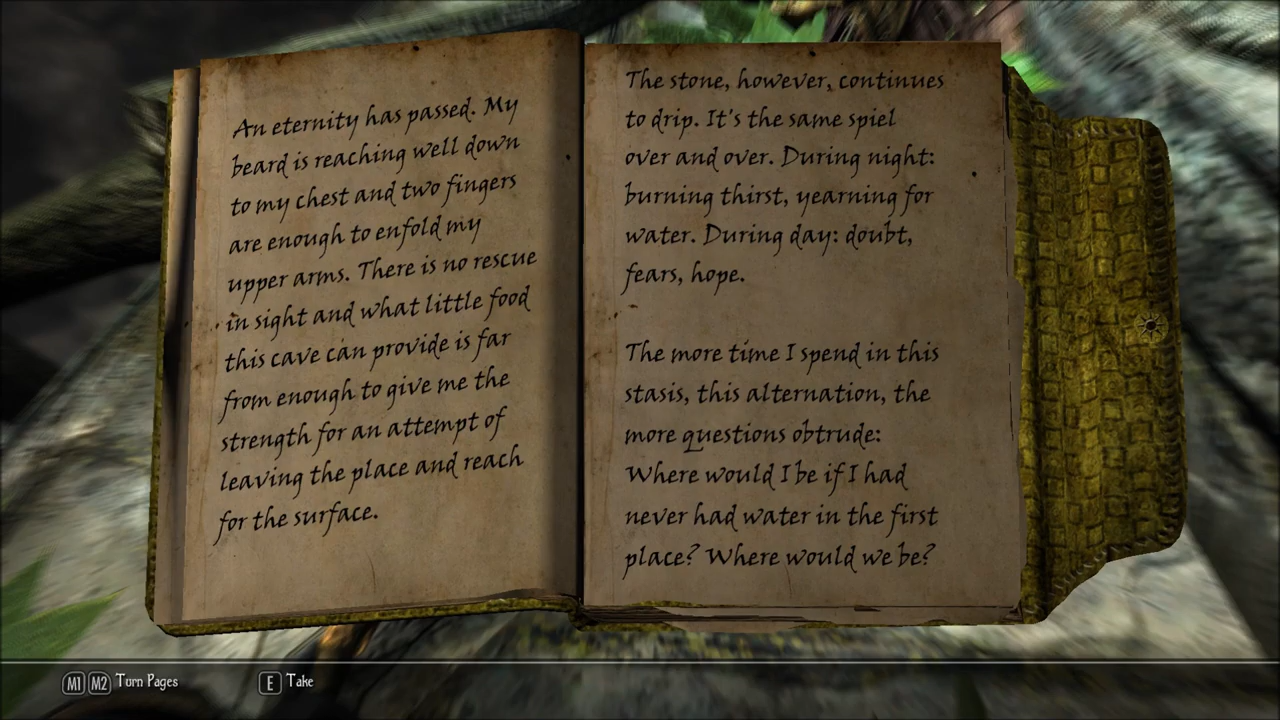 An eternity has passed. My
beard is reaching well down
to my chest and two fingers
are enough to enfold my
upper arms. There is no rescue
in sight and what little food
this cave can provide is far
from enough to give me the
strength for an attempt of
leaving the place and reach
for the surface.
The stone, however, continues
to drip. It's the same spiel
over and over. During night:
burning thirst, yearning for
water. During day: doubt,
fears, hope.
The more time I spend in this
stasis, this alternation, the
more questions obtrude:
Where would I be if I had
never had water in the first
place? Where would we be?
M1 M2 Turn Pages
E Take